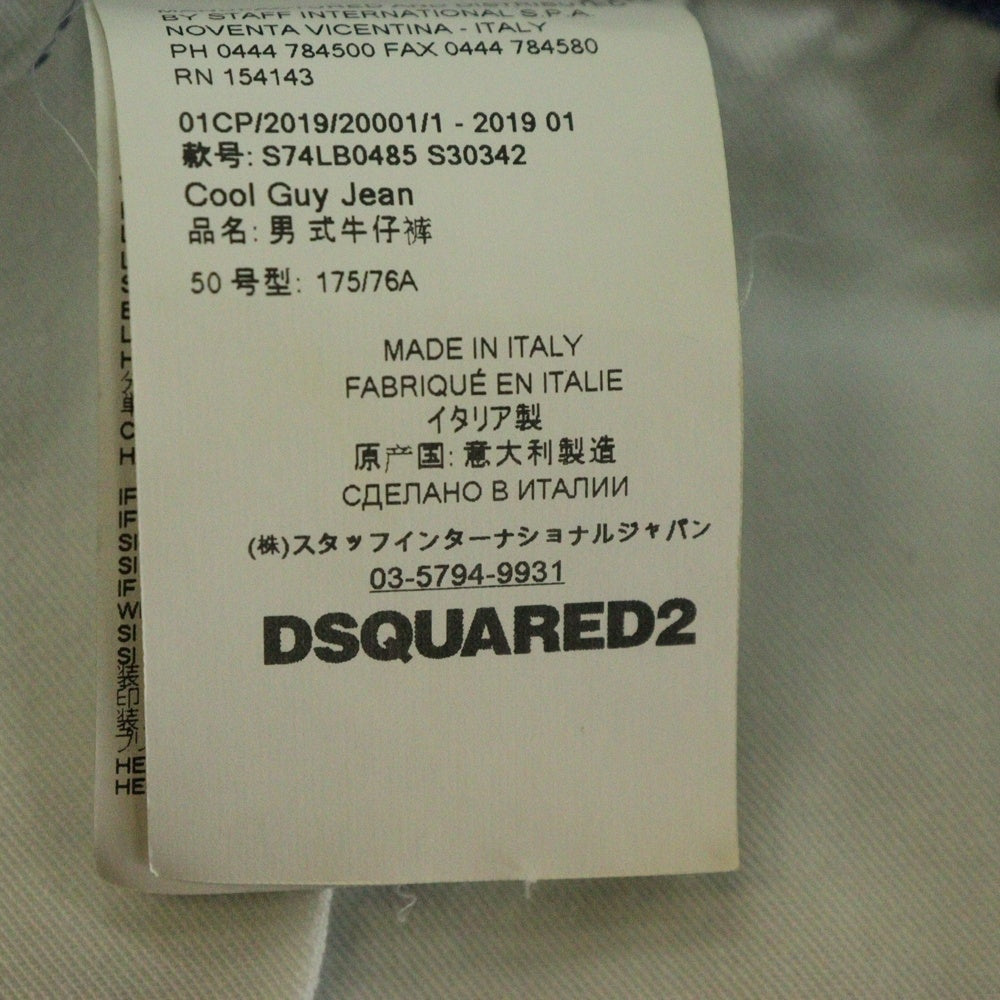 MANUFACTURED AND DISTRIBUTED
BY STAFF INTERNATIONAL S.P.A.
NOVENTA VICENTINA - ITALY
PH 0444 784500 FAX 0444 784580
RN 154143
01CP/2019/20001/1 - 2019 01
款号: S74LB0485 S30342
Cool Guy Jean
品名: 男式牛仔裤
50 号型: 175/76A
MADE IN ITALY
FABRIQUÉ EN ITALIE
イタリア製
原产国: 意大利製造
СДЕЛАНО В ИТАЛИИ
(株)スタッフインターナショナルジャパン
03-5794-9931
DSQUARED2